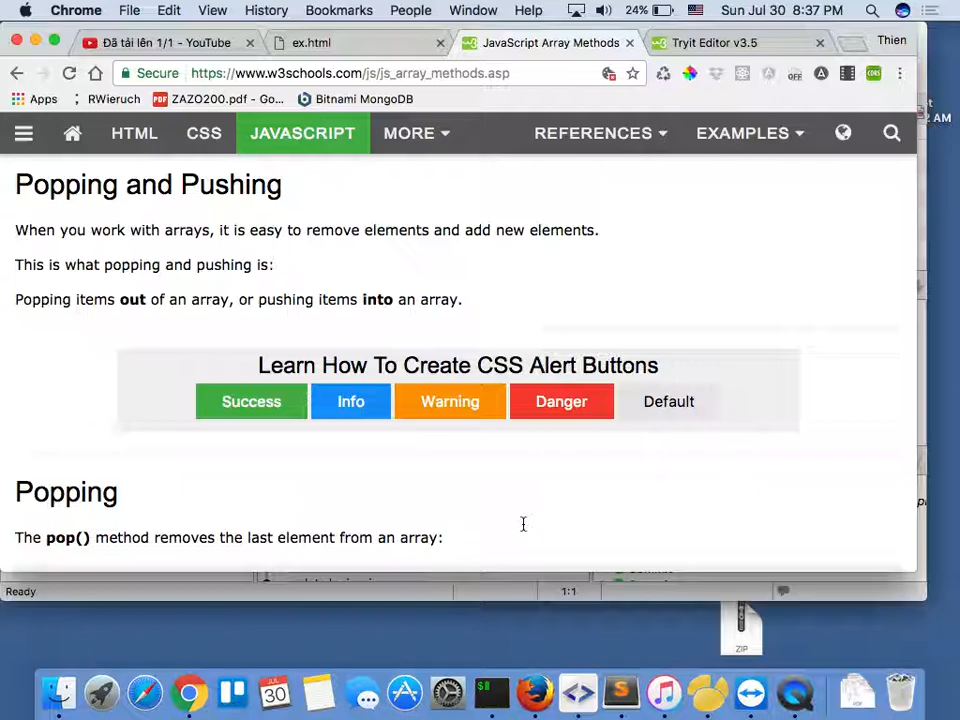 Chrome File Edit View History Bookmarks People Window Help 24% Sun Jul 30 8:37 PM
Đã tải lên 1/1 - YouTube ex.html JavaScript Array Methods Tryit Editor v3.5 Thien
Secure https://www.w3schools.com/js/js_array_methods.asp
Apps RWieruch ZAZO200.pdf - Go... Bitnami MongoDB
HTML CSS JAVASCRIPT MORE REFERENCES EXAMPLES
Popping and Pushing
When you work with arrays, it is easy to remove elements and add new elements.
This is what popping and pushing is:
Popping items out of an array, or pushing items into an array.
Learn How To Create CSS Alert Buttons
Success Info Warning Danger Default
Popping
The pop() method removes the last element from an array:
Ready 1:1
ZIP
JUL
30